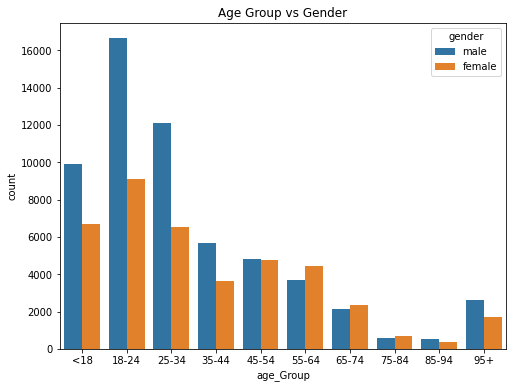 Age Group vs Gender
gender
male
female
count
16000
14000
12000
10000
8000
6000
4000
2000
0
<18 18-24 25-34 35-44 45-54 55-64 65-74 75-84 85-94 95+
age_Group